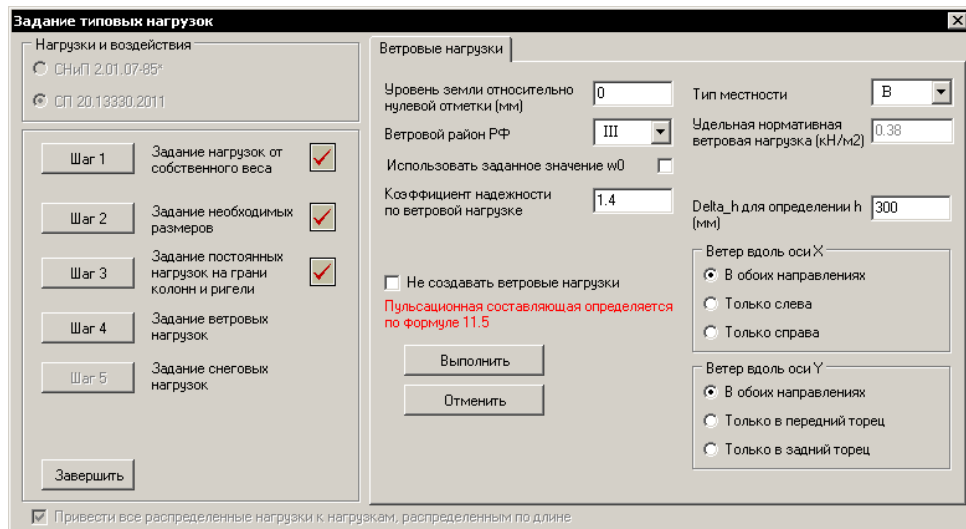 Задание типовых нагрузок
Нагрузки и воздействия
СНиП 2.01.07-85*
СП 20.13330.2011
Шаг 1
Задание нагрузок от
собственного веса
Шаг 2
Задание необходимых
размеров
Шаг 3
Задание постоянных
нагрузок на грани
колонн и ригели
Шаг 4
Задание ветровых
нагрузок
Шаг 5
Задание снеговых
нагрузок
Завершить
Ветровые нагрузки
Уровень земли относительно
нулевой отметки (мм)
0
Ветровой район РФ
III
Использовать заданное значение w0
Коэффициент надежности
по ветровой нагрузке
1.4
Не создавать ветровые нагрузки
Пульсационная составляющая определяется
по формуле 11.5
Выполнить
Отменить
Тип местности
B
Удельная нормативная
ветровая нагрузка (кН/м2)
0.38
Delta_h для определении h
(мм)
300
Ветер вдоль оси X
В обоих направлениях
Только слева
Только справа
Ветер вдоль оси Y
В обоих направлениях
Только в передний торец
Только в задний торец
Привести все распределенные нагрузки к нагрузкам, распределенным по длине